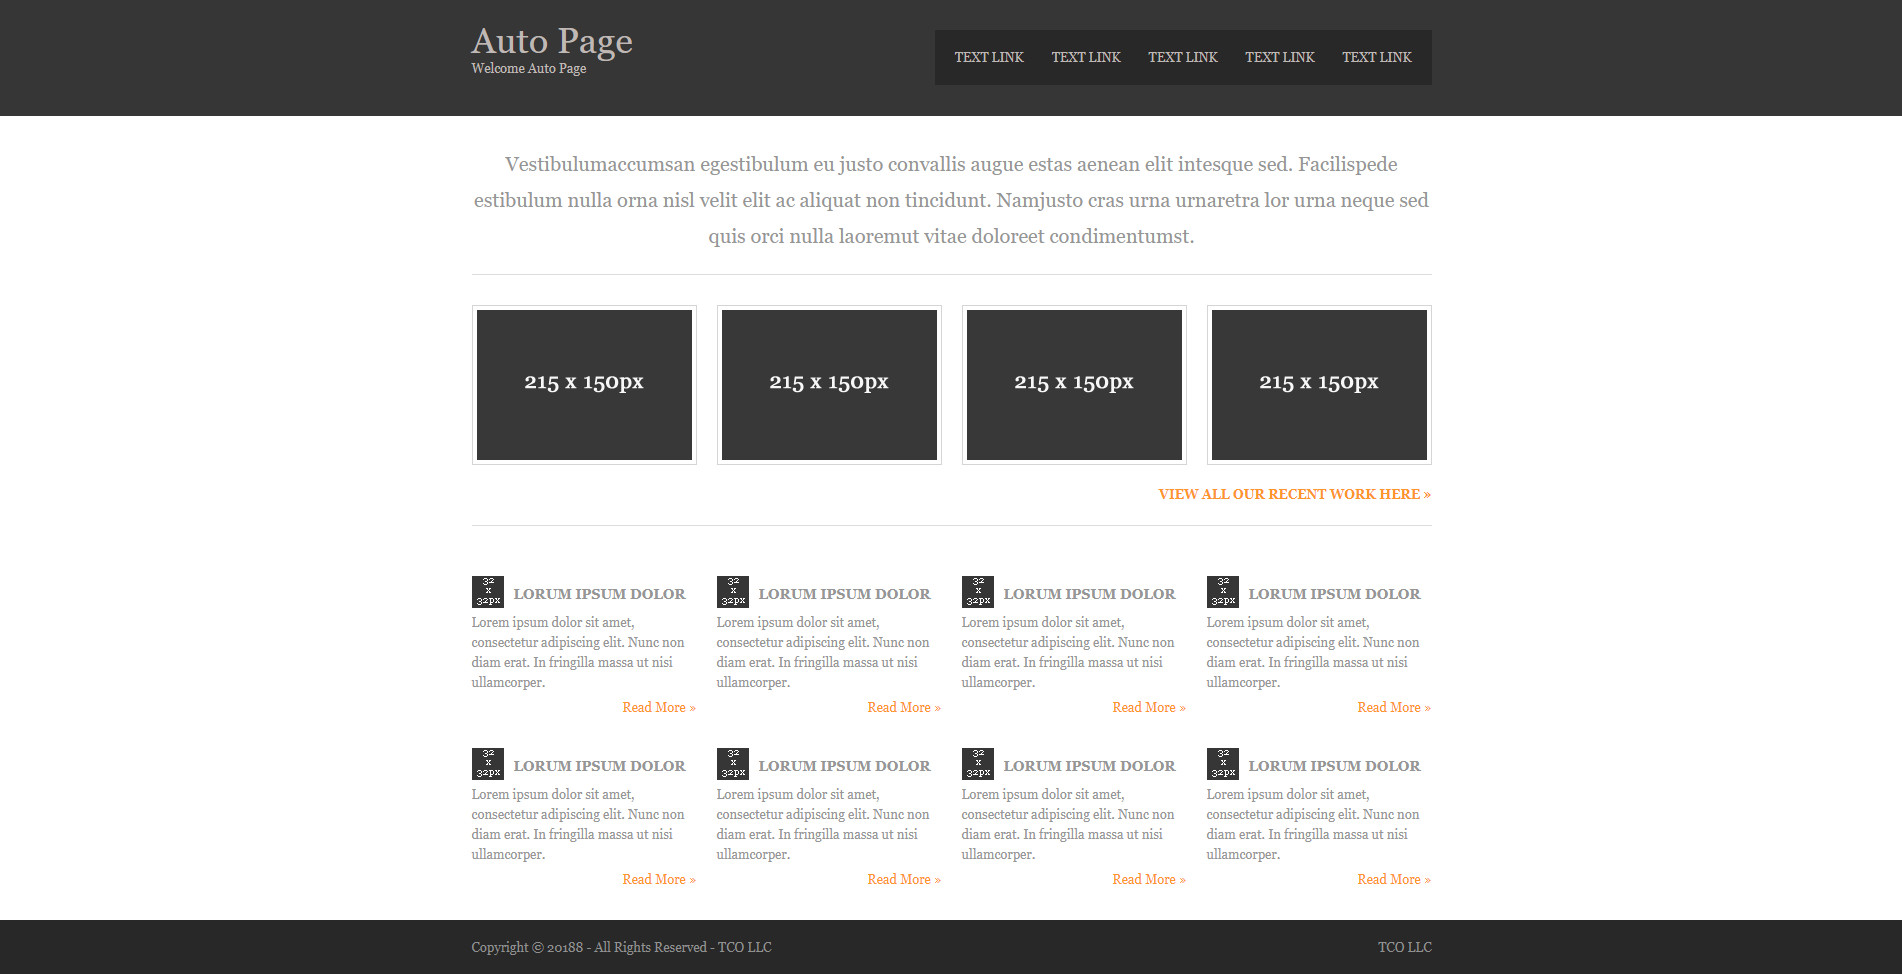 Auto Page
Welcome Auto Page
TEXT LINK TEXT LINK TEXT LINK TEXT LINK TEXT LINK
Vestibulumaccumsan egestibulum eu justo convallis augue estas aenean elit intesque sed. Facilispede
estibulum nulla orna nisl velit elit ac aliquat non tincidunt. Namjusto cras urna urnaretra lor urna neque sed
quis orci nulla laoremut vitae doloreet condimentumst.
215 x 150px
215 x 150px
215 x 150px
215 x 150px
VIEW ALL OUR RECENT WORK HERE »
32
x
32px
LORUM IPSUM DOLOR
Lorem ipsum dolor sit amet,
consectetur adipiscing elit. Nunc non
diam erat. In fringilla massa ut nisi
ullamcorper.
Read More »
32
x
32px
LORUM IPSUM DOLOR
Lorem ipsum dolor sit amet,
consectetur adipiscing elit. Nunc non
diam erat. In fringilla massa ut nisi
ullamcorper.
Read More »
32
x
32px
LORUM IPSUM DOLOR
Lorem ipsum dolor sit amet,
consectetur adipiscing elit. Nunc non
diam erat. In fringilla massa ut nisi
ullamcorper.
Read More »
32
x
32px
LORUM IPSUM DOLOR
Lorem ipsum dolor sit amet,
consectetur adipiscing elit. Nunc non
diam erat. In fringilla massa ut nisi
ullamcorper.
Read More »
32
x
32px
LORUM IPSUM DOLOR
Lorem ipsum dolor sit amet,
consectetur adipiscing elit. Nunc non
diam erat. In fringilla massa ut nisi
ullamcorper.
Read More »
32
x
32px
LORUM IPSUM DOLOR
Lorem ipsum dolor sit amet,
consectetur adipiscing elit. Nunc non
diam erat. In fringilla massa ut nisi
ullamcorper.
Read More »
32
x
32px
LORUM IPSUM DOLOR
Lorem ipsum dolor sit amet,
consectetur adipiscing elit. Nunc non
diam erat. In fringilla massa ut nisi
ullamcorper.
Read More »
32
x
32px
LORUM IPSUM DOLOR
Lorem ipsum dolor sit amet,
consectetur adipiscing elit. Nunc non
diam erat. In fringilla massa ut nisi
ullamcorper.
Read More »
Copyright © 20188 - All Rights Reserved - TCO LLC
TCO LLC